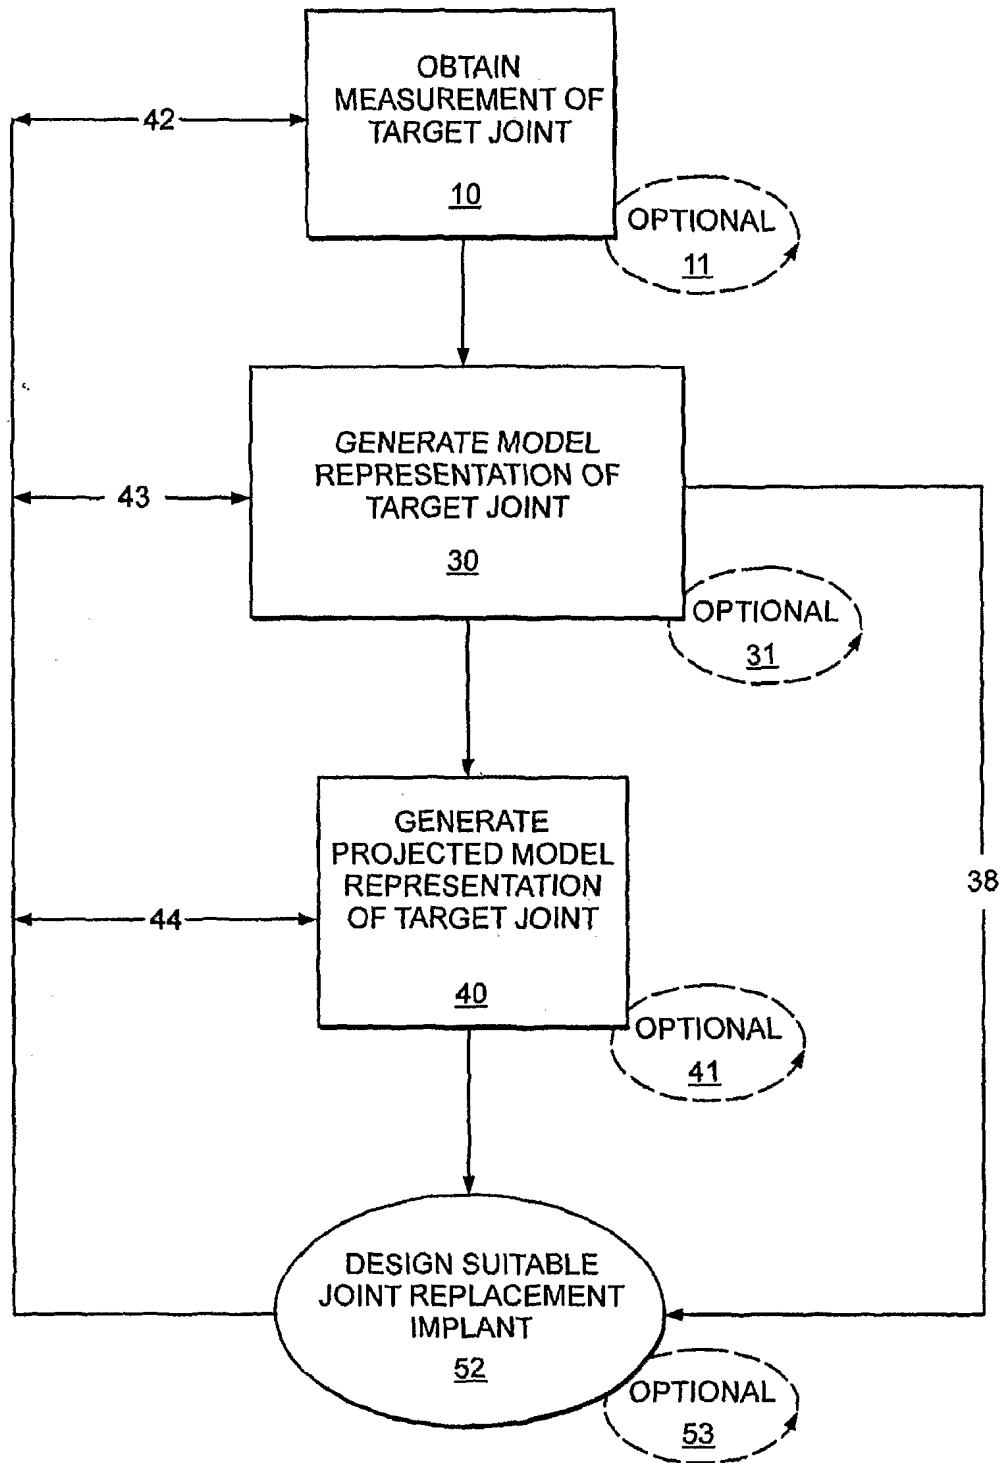 OBTAIN
MEASUREMENT OF
TARGET JOINT
10
42
OPTIONAL
11
GENERATE MODEL
REPRESENTATION OF
TARGET JOINT
30
43
OPTIONAL
31
GENERATE
PROJECTED MODEL
REPRESENTATION
OF TARGET JOINT
40
38
44
OPTIONAL
41
DESIGN SUITABLE
JOINT REPLACEMENT
IMPLANT
52
OPTIONAL
53